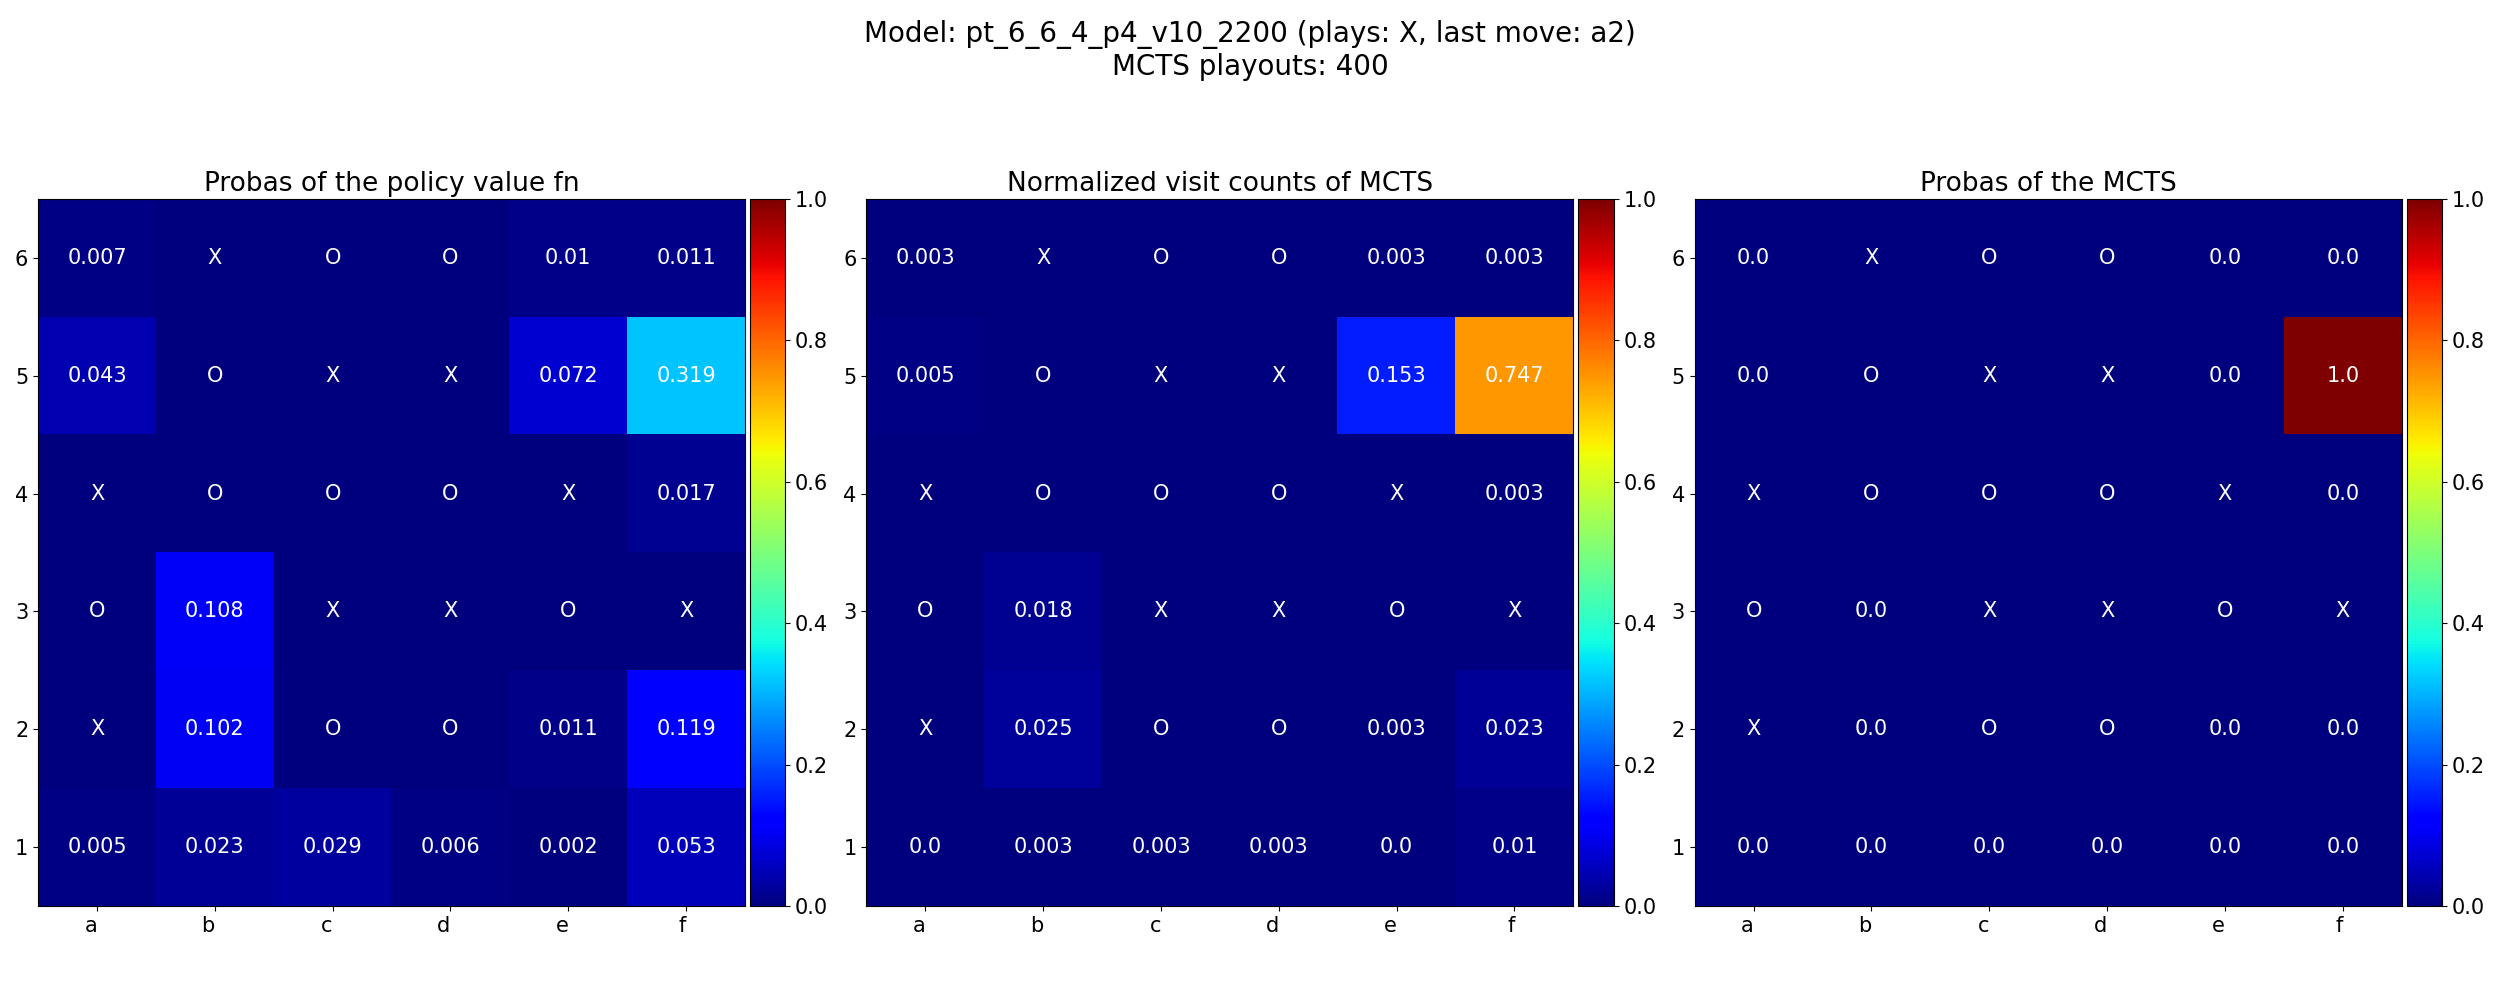 Model: pt_6_6_4_p4_v10_2200 (plays: X, last move: a2)
MCTS playouts: 400
Probas of the policy value fn
6 0.007 X O O 0.01 0.011
5 0.043 O X X 0.072 0.319
4 X O O O X 0.017
3 O 0.108 X X O X
2 X 0.102 O O 0.011 0.119
1 0.005 0.023 0.029 0.006 0.002 0.053
a b c d e f
1.0
0.8
0.6
0.4
0.2
0.0
Normalized visit counts of MCTS
6 0.003 X O O 0.003 0.003
5 0.005 O X X 0.153 0.747
4 X O O O X 0.003
3 O 0.018 X X O X
2 X 0.025 O O 0.003 0.023
1 0.0 0.003 0.003 0.003 0.0 0.01
a b c d e f
1.0
0.8
0.6
0.4
0.2
0.0
Probas of the MCTS
6 0.0 X O O 0.0 0.0
5 0.0 O X X 0.0 1.0
4 X O O O X 0.0
3 O 0.0 X X O X
2 X 0.0 O O 0.0 0.0
1 0.0 0.0 0.0 0.0 0.0 0.0
a b c d e f
1.0
0.8
0.6
0.4
0.2
0.0